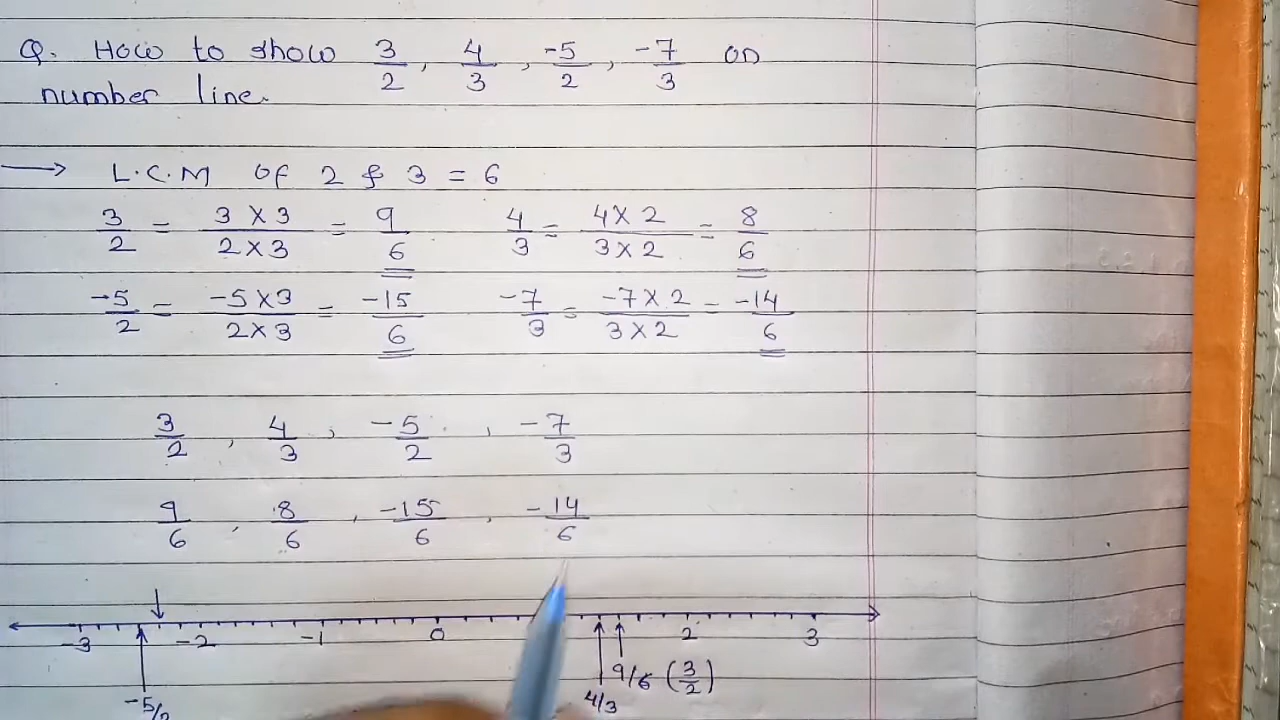 Q. How to show 3/2, 4/3, -5/2, -7/3 on
number line.
→ L.C.M of 2 & 3 = 6
3/2 = 3 X 3/2 X 3 = 9/6 4/3 = 4 X 2/3 X 2 = 8/6
-5/2 = -5 X 3/2 X 3 = -15/6 -7/3 = -7 X 2/3 X 2 = -14/6
3/2, 4/3, -5/2, -7/3
9/6, 8/6, -15/6, -14/6
-3 -2 -1 0 2 3
9/6 (3/2)
-5/2 4/3